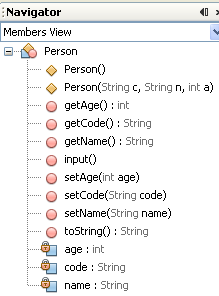 Navigator
Members View
Person
Person()
Person(String c, String n, int a)
getAge() : int
getCode() : String
getName() : String
input()
setAge(int age)
setCode(String code)
setName(String name)
toString() : String
age : int
code : String
name : String